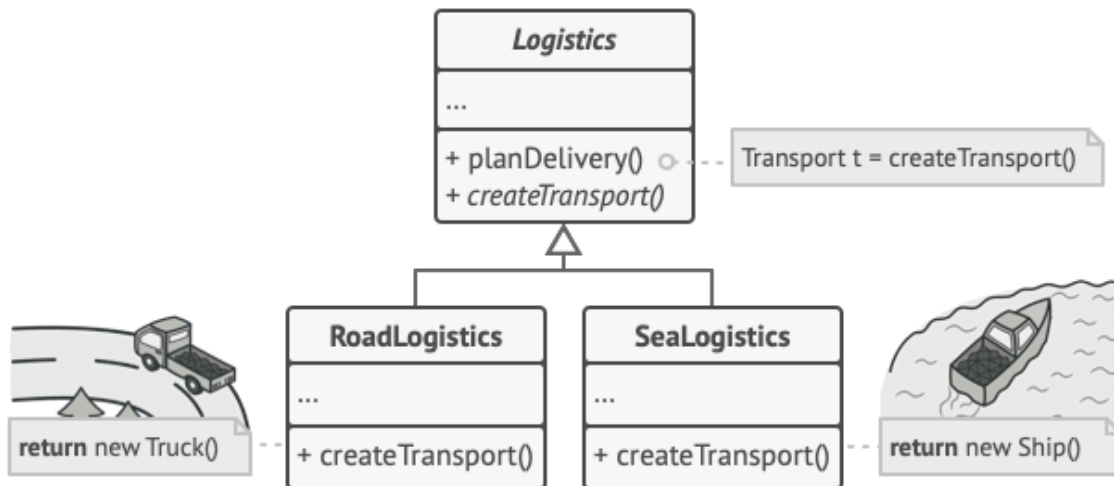 Logistics
...
+ planDelivery()
Transport t = createTransport()
+ createTransport()
RoadLogistics
SeaLogistics
...
...
return new Truck()
+ createTransport()
+ createTransport()
return new Ship()